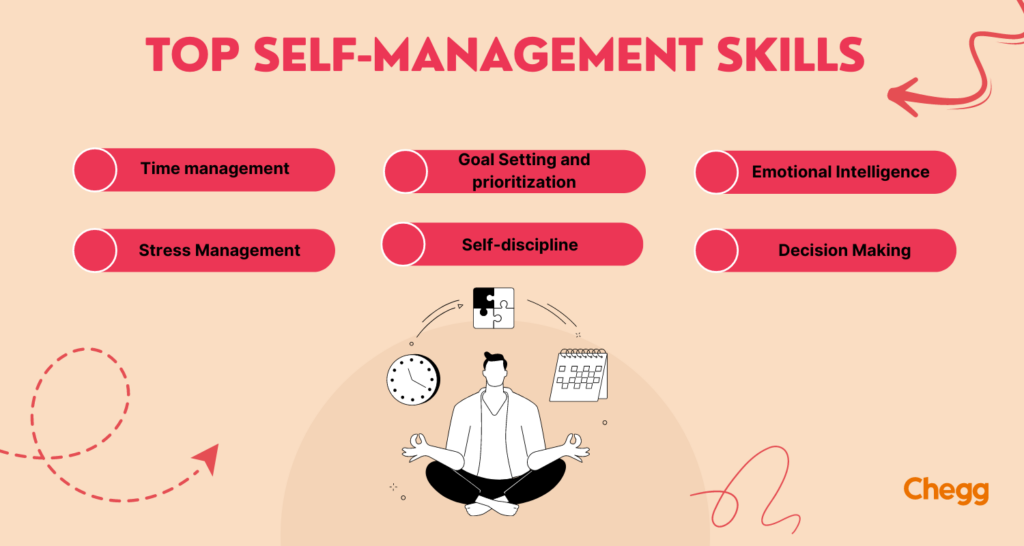 TOP SELF-MANAGEMENT SKILLS
Time management
Goal Setting and
prioritization
Emotional Intelligence
Stress Management
Self-discipline
Decision Making
Chegg